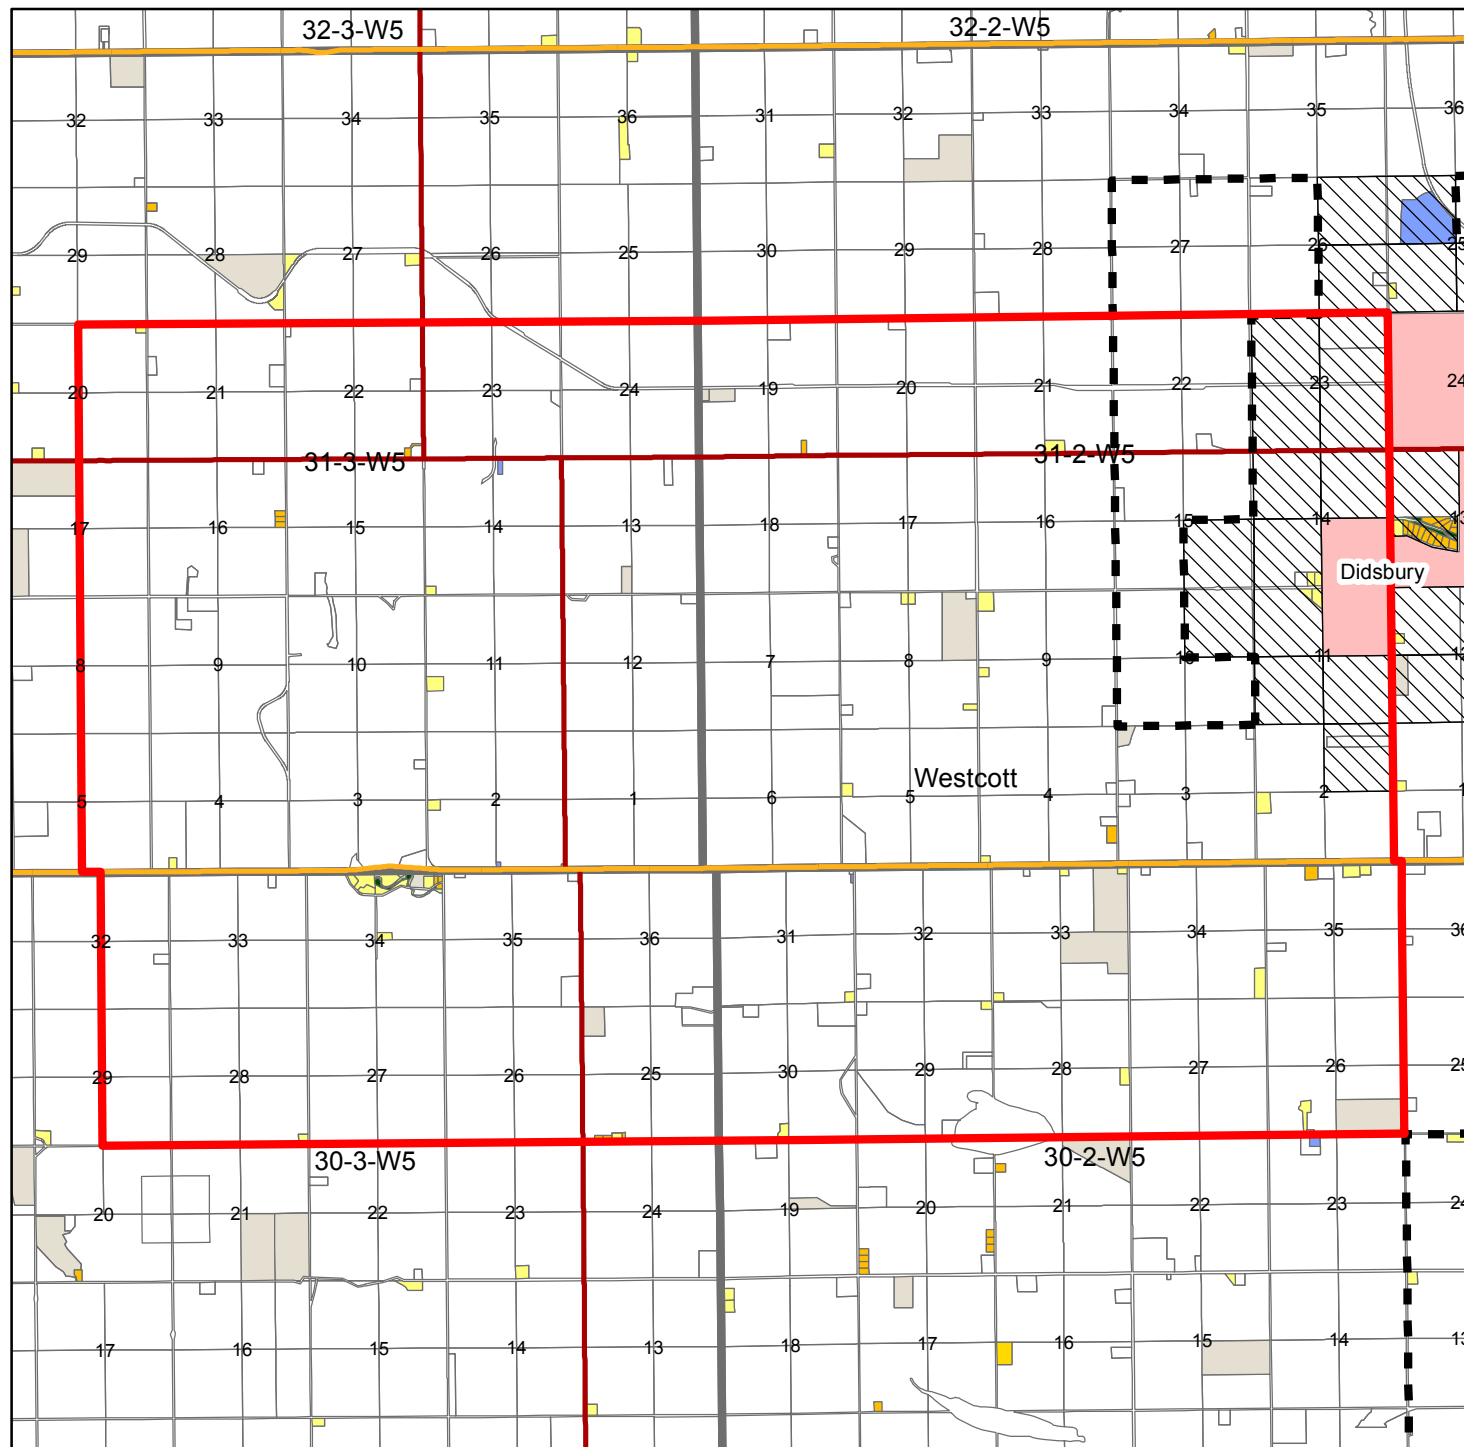 32-3-W5 32-2-W5
32 33 34 35 36 31 32 33 34 35 36
29 28 27 26 25 30 29 28 27 26 25
20 21 22 23 24 19 20 21 22 23 24
31-3-W5 31-2-W5
17 16 15 14 13 18 17 16 15 14 13
Didsbury
8 9 10 11 12 7 8 9 10 11 12
Westcott
5 4 3 2 1 6 5 4 3 2 1
32 33 34 35 36 31 32 33 34 35 36
29 28 27 26 25 30 29 28 27 26 25
30-3-W5 30-2-W5
20 21 22 23 24 19 20 21 22 23 24
17 16 15 14 13 18 17 16 15 14 13